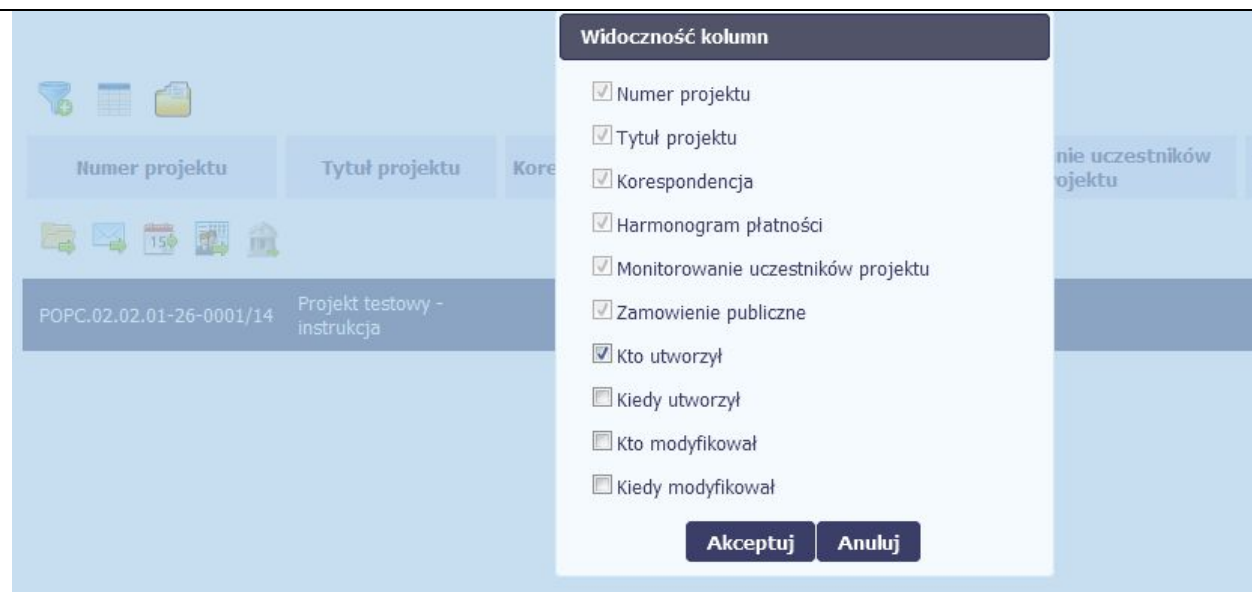 Widoczność kolumn
Numer projektu
Tytuł projektu
Korespondencja
Harmonogram płatności
Monitorowanie uczestników projektu
Zamowienie publiczne
Kto utworzył
Kiedy utworzył
Kto modyfikował
Kiedy modyfikował
Akceptuj Anuluj
Numer projektu Tytuł projektu Kore nie uczestników
ojektu
15
POPC.02.02.01-26-0001/14 Projekt testowy -
instrukcja